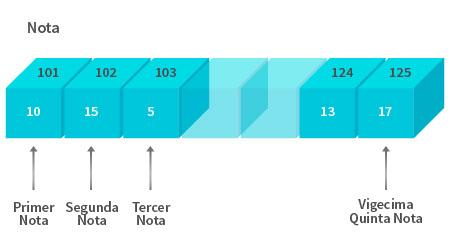 Nota
101 102 103 124 125
10 15 5 13 17
Primer Segunda Tercer Vigecima
Nota Nota Nota Quinta Nota